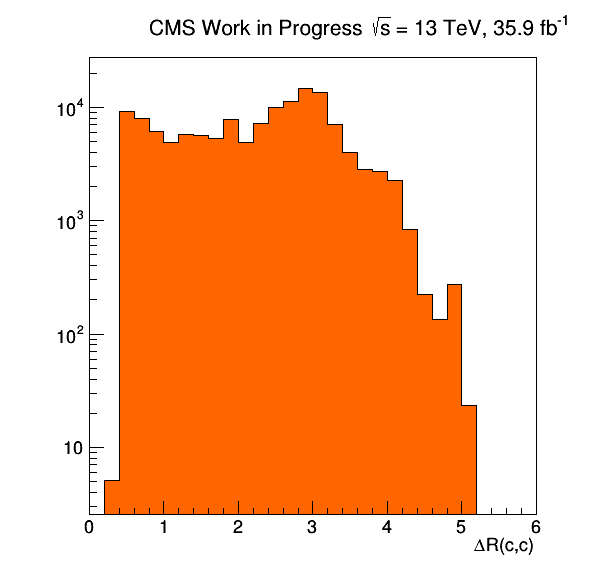 CMS Work in Progress √s = 13 TeV, 35.9 fb⁻¹
10⁴
10³
10²
10
0 1 2 3 4 5 6
ΔR(c,c)